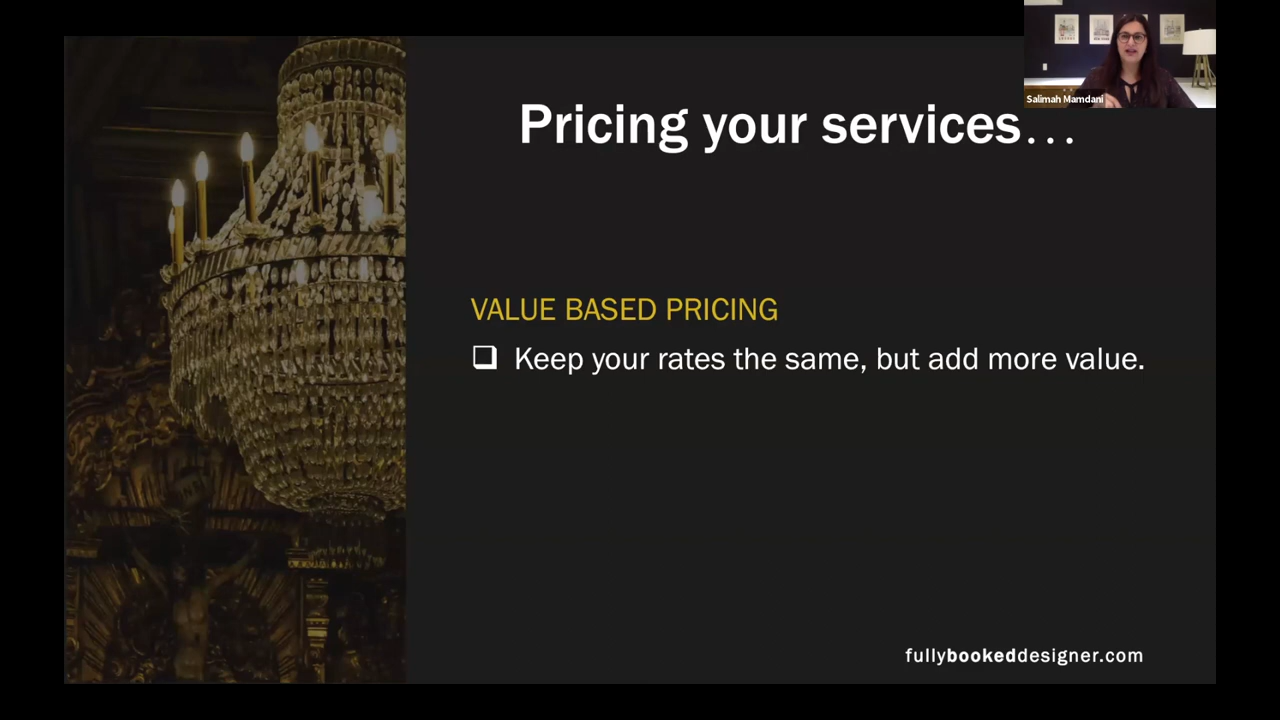 Salimah Mamdani
Pricing your services...
VALUE BASED PRICING
❑ Keep your rates the same, but add more value.
fullybookeddesigner.com